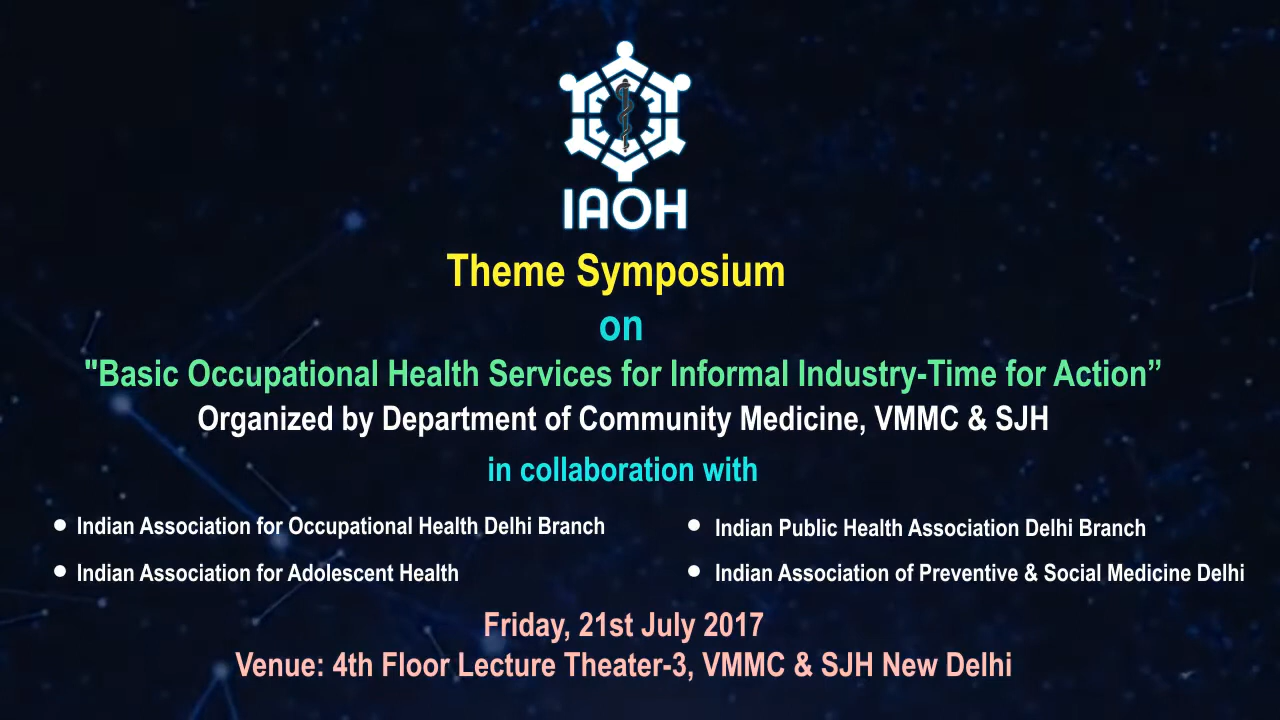 IAOH
Theme Symposium
on
"Basic Occupational Health Services for Informal Industry-Time for Action”
Organized by Department of Community Medicine, VMMC & SJH
in collaboration with
• Indian Association for Occupational Health Delhi Branch
• Indian Public Health Association Delhi Branch
• Indian Association for Adolescent Health
• Indian Association of Preventive & Social Medicine Delhi
Friday, 21st July 2017
Venue: 4th Floor Lecture Theater-3, VMMC & SJH New Delhi